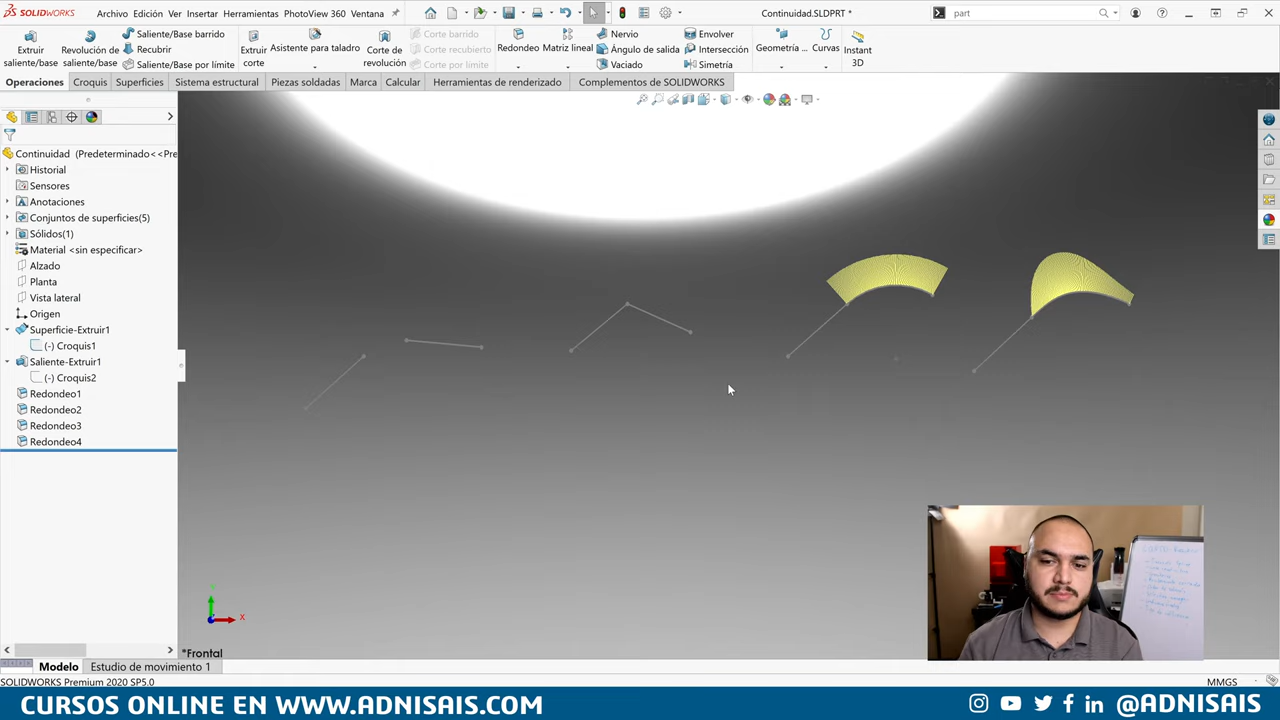 SOLIDWORKS
Archivo Edición Ver Insertar Herramientas PhotoView 360 Ventana
Continuidad.SLDPRT *
part
Extruir saliente/base
Revolución de saliente/base
Saliente/Base barrido
Recubrir
Saliente/Base por límite
Extruir corte
Asistente para taladro
Corte de revolución
Corte barrido
Corte recubierto
Corte por límite
Redondeo
Matriz lineal
Nervio
Ángulo de salida
Vaciado
Envolver
Intersección
Simetría
Geometría ...
Curvas
Instant 3D
Operaciones Croquis Superficies Sistema estructural Piezas soldadas Marca Calcular Herramientas de renderizado Complementos de SOLIDWORKS
Continuidad (Predeterminado<<Pre
Historial
Sensores
Anotaciones
Conjuntos de superficies(5)
Sólidos(1)
Material <sin especificar>
Alzado
Planta
Vista lateral
Origen
Superficie-Extruir1
(-) Croquis1
Saliente-Extruir1
(-) Croquis2
Redondeo1
Redondeo2
Redondeo3
Redondeo4
Y
X
*Frontal
Modelo Estudio de movimiento 1
SOLIDWORKS Premium 2020 SP5.0
MMGS
CURSOS ONLINE EN WWW.ADNISAIS.COM
@ADNISAIS